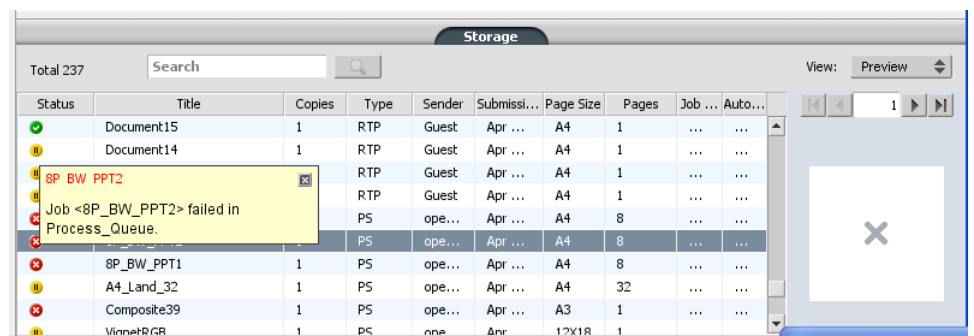 Storage
Total 237 Search View: Preview
Status Title Copies Type Sender Submissi... Page Size Pages Job ... Auto...
1
Document15 1 RTP Guest Apr ... A4 1 ... ...
Document14 1 RTP Guest Apr ... A4 1 ... ...
8P BW PPT2
RTP Guest Apr ... A4 1 ... ...
RTP Guest Apr ... A4 1 ... ...
Job <8P_BW_PPT2> failed in
Process_Queue.
PS ope... Apr ... A4 8 ... ...
PS ope... Apr ... A4 8 ... ...
8P_BW_PPT1 1 PS ope... Apr ... A4 8 ... ...
A4_Land_32 1 PS ope... Apr ... A4 32 ... ...
Composite39 1 PS ope... Apr ... A3 1 ... ...
VignetRGB 1 PS ope... Apr ... 12X18 1